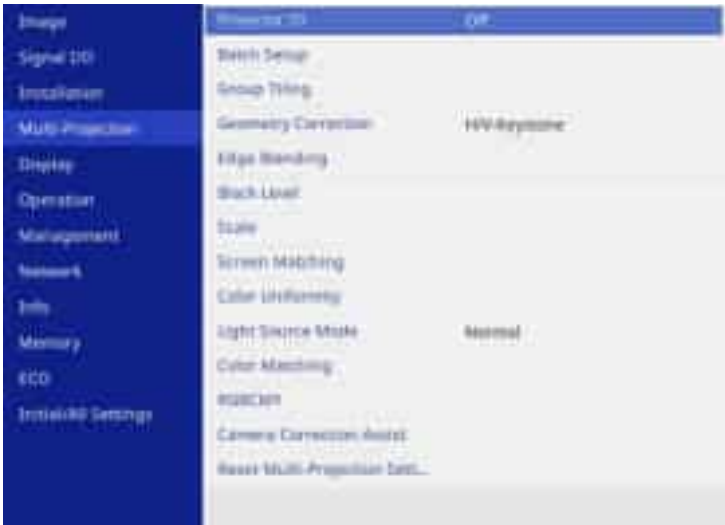 Image
Signal I/O
Installation
Multi-Projection
Display
Operation
Management
Network
Info
Memory
ECO
Initial/All Settings
Projector ID Off
Batch Setup
Group Tiling
Geometry Correction H/V-Keystone
Edge Blending
Black Level
Scale
Screen Matching
Color Uniformity
Light Source Mode Normal
Color Matching
RGBCMY
Camera Correction Assist
Reset Multi-Projection Sett...